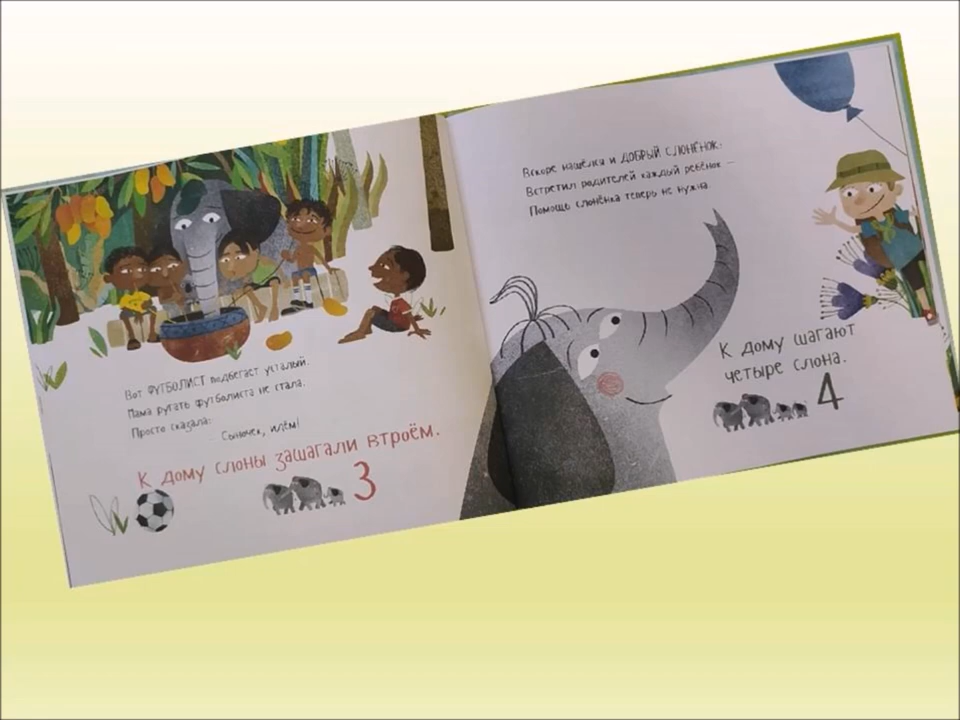 Вот ФУТБОЛИСТ подбегает усталый.
Мама ругать футболиста не стала,
Просто сказала:
Сыночек, идём!
К дому слоны зашагали втроём.
3
Вскоре нашёлся и ДОБРЫЙ СЛОНЁНОК:
Встретил родителей каждый ребёнок —
Помощь слонёнка теперь не нужна.
К дому шагают
четыре слона.
4